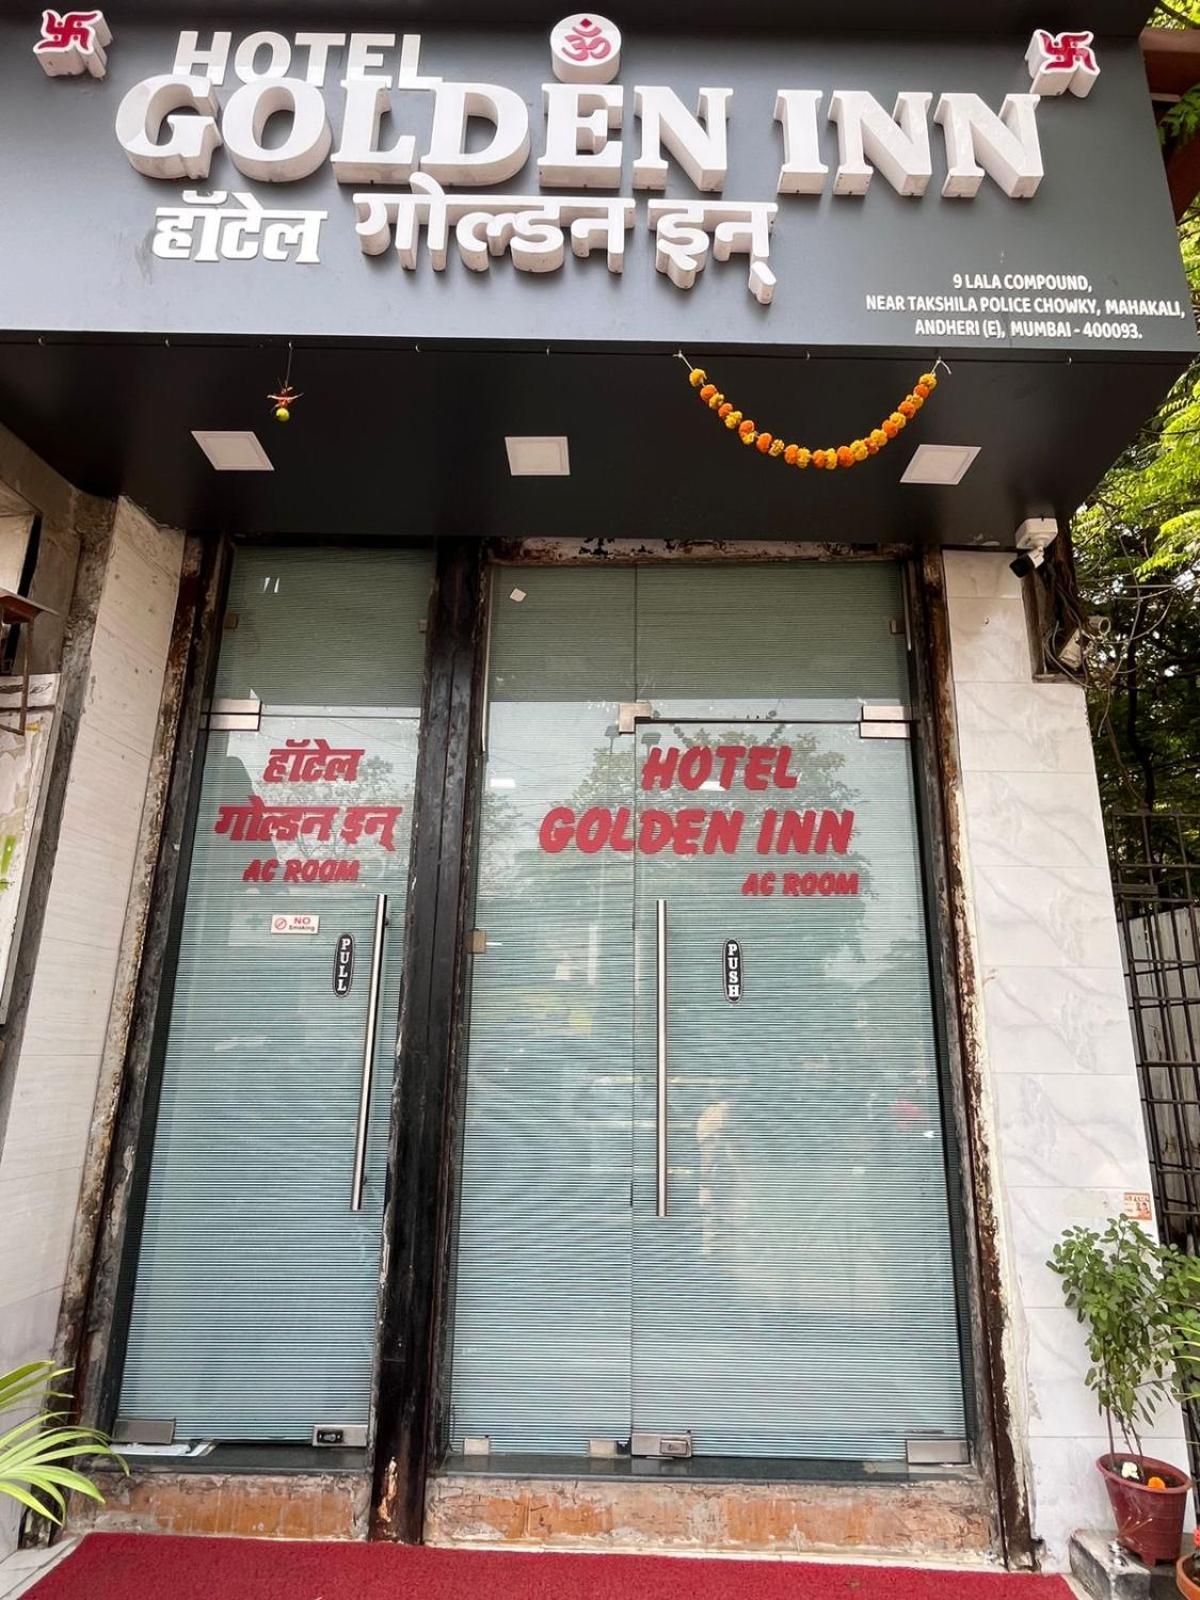 ॐ
HOTEL
GOLDEN INN
हॉटेल गोल्डन इन्
9 LALA COMPOUND,
NEAR TAKSHILA POLICE CHOWKY, MAHAKALI,
ANDHERI (E), MUMBAI - 400093.
हॉटेल
गोल्डन इन्
AC ROOM
NO
Smoking
PULL
HOTEL
GOLDEN INN
AC ROOM
PUSH